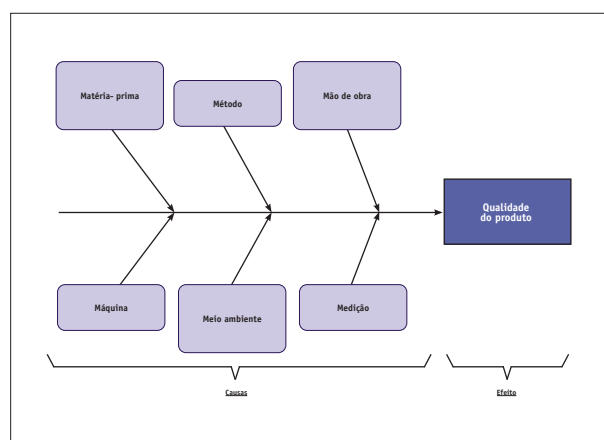 Matéria- prima
Método
Mão de obra
Qualidade
do produto
Máquina
Meio ambiente
Medição
Causas
Efeito